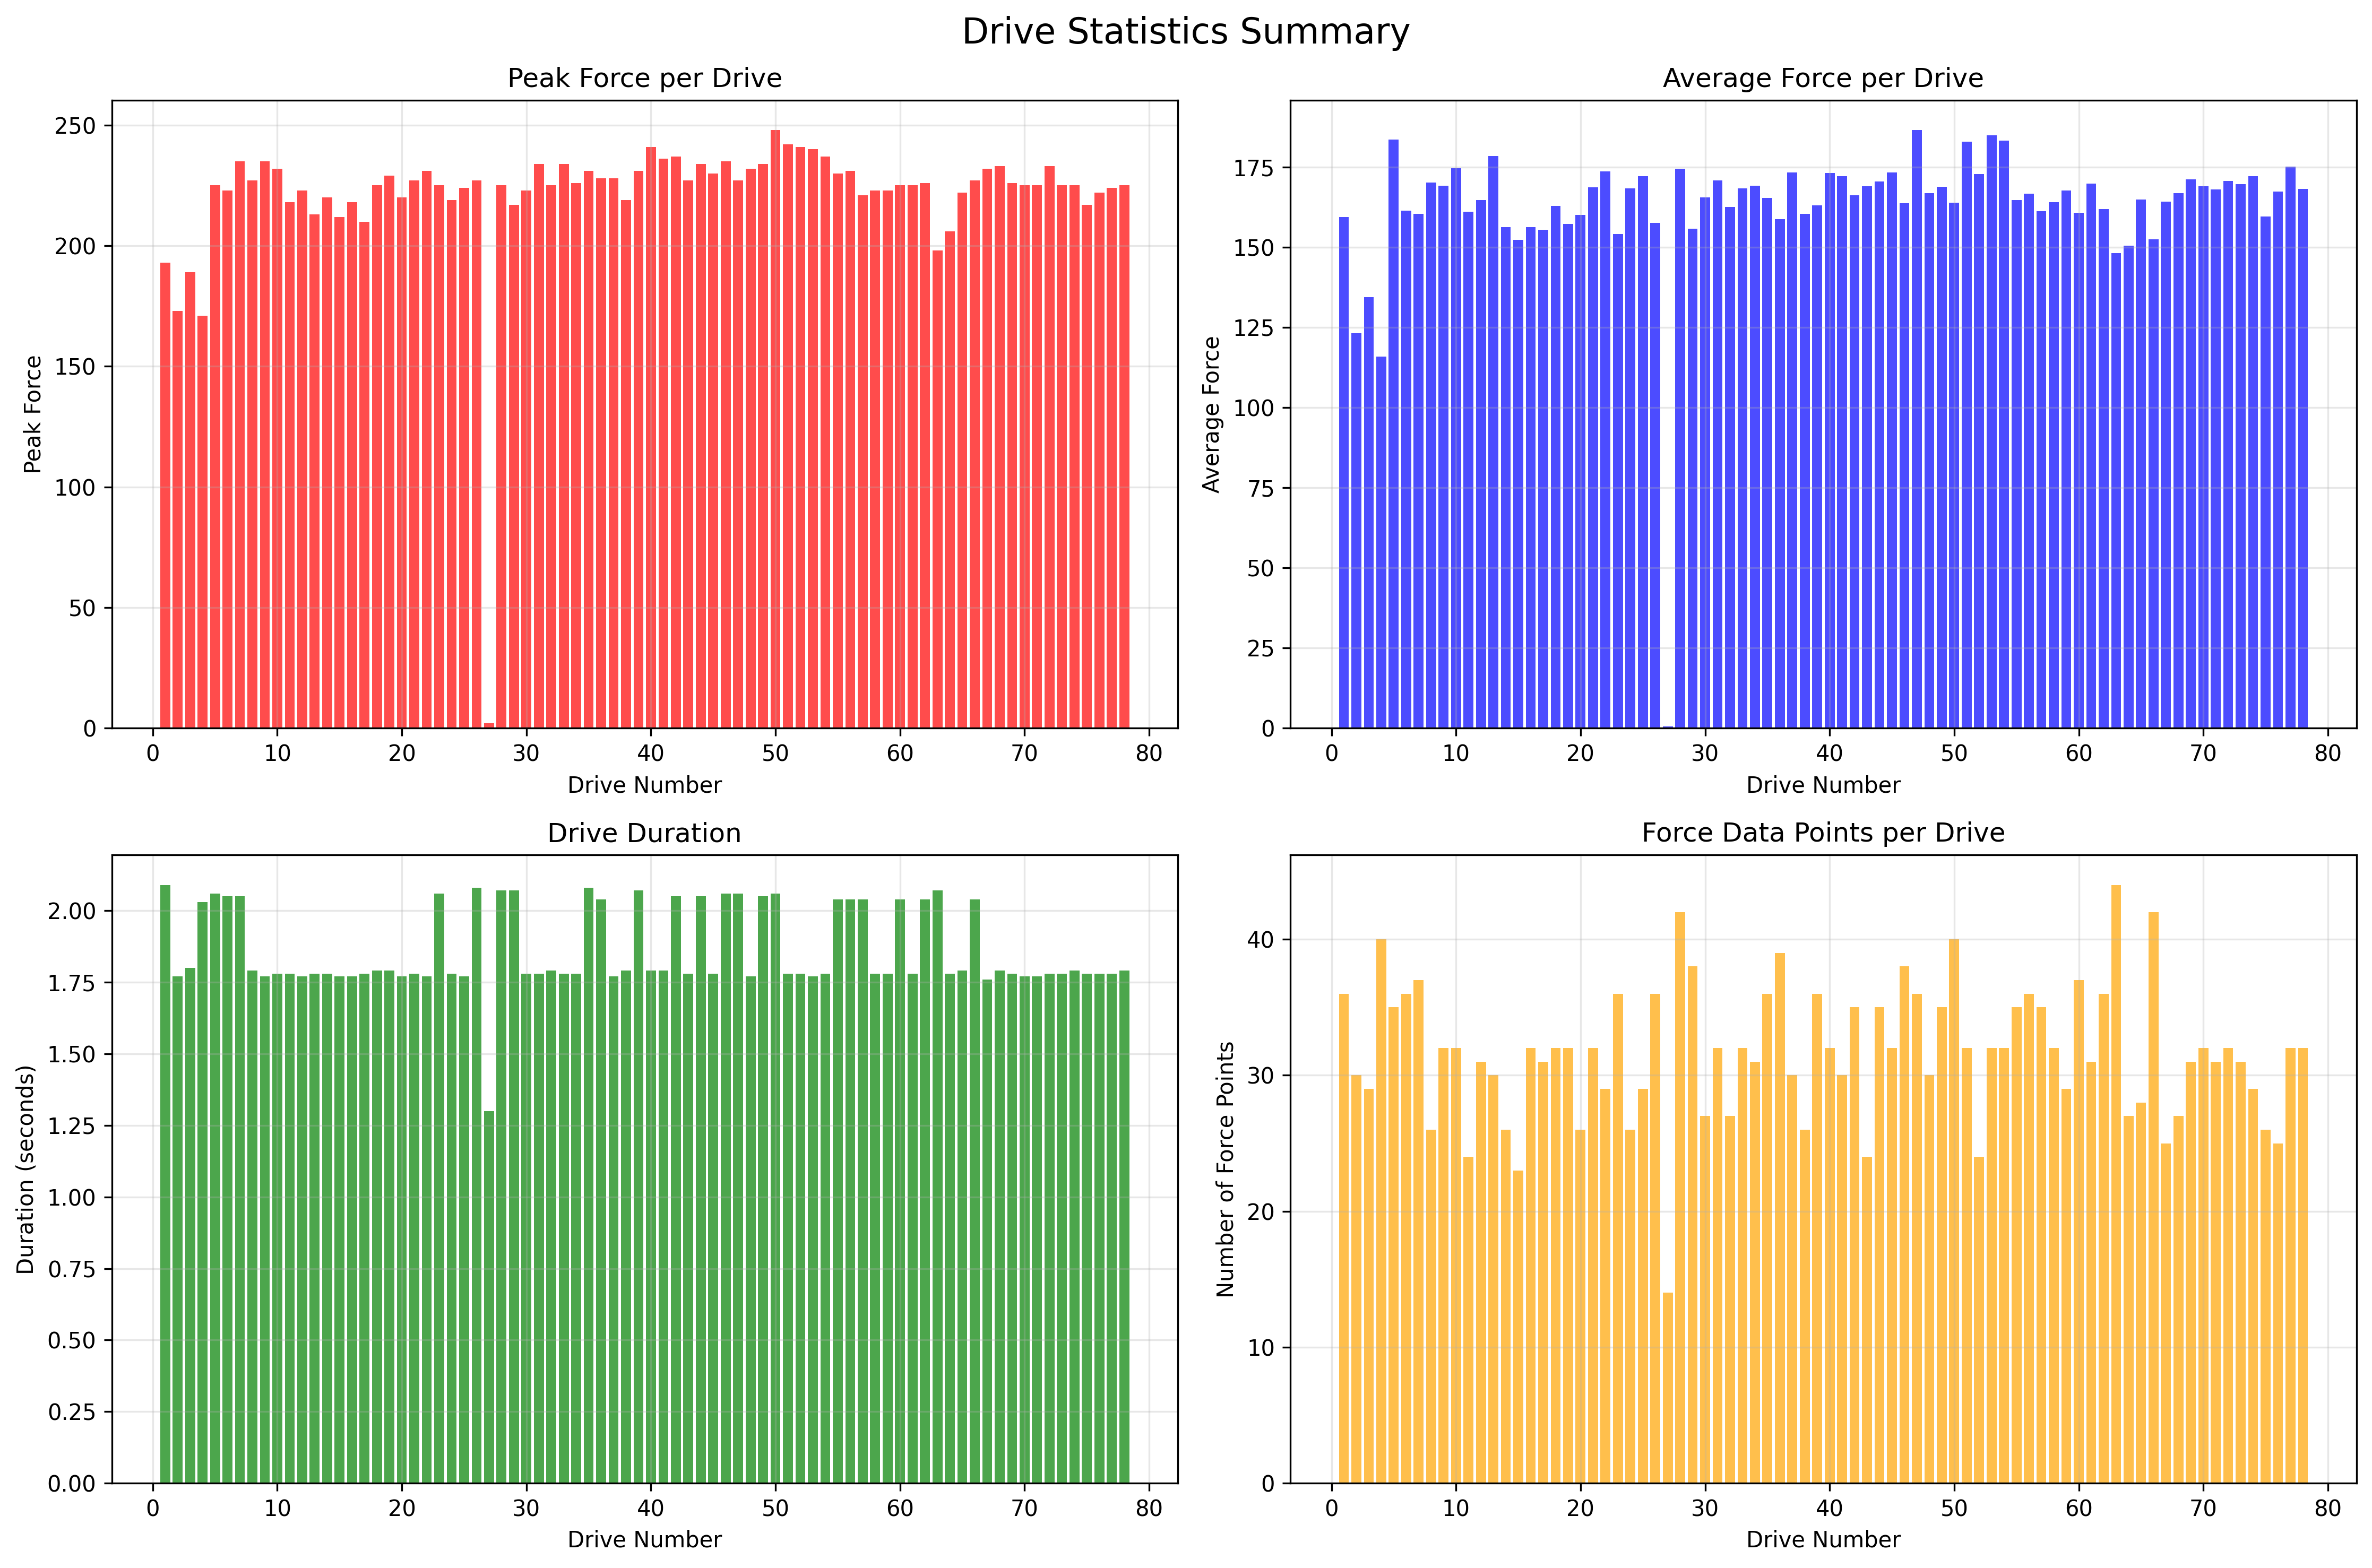 Drive Statistics Summary
Peak Force per Drive
Peak Force
250
200
150
100
50
0
0 10 20 30 40 50 60 70 80
Drive Number
Average Force per Drive
Average Force
175
150
125
100
75
50
25
0
0 10 20 30 40 50 60 70 80
Drive Number
Drive Duration
Duration (seconds)
2.00
1.75
1.50
1.25
1.00
0.75
0.50
0.25
0.00
0 10 20 30 40 50 60 70 80
Drive Number
Force Data Points per Drive
Number of Force Points
40
30
20
10
0
0 10 20 30 40 50 60 70 80
Drive Number